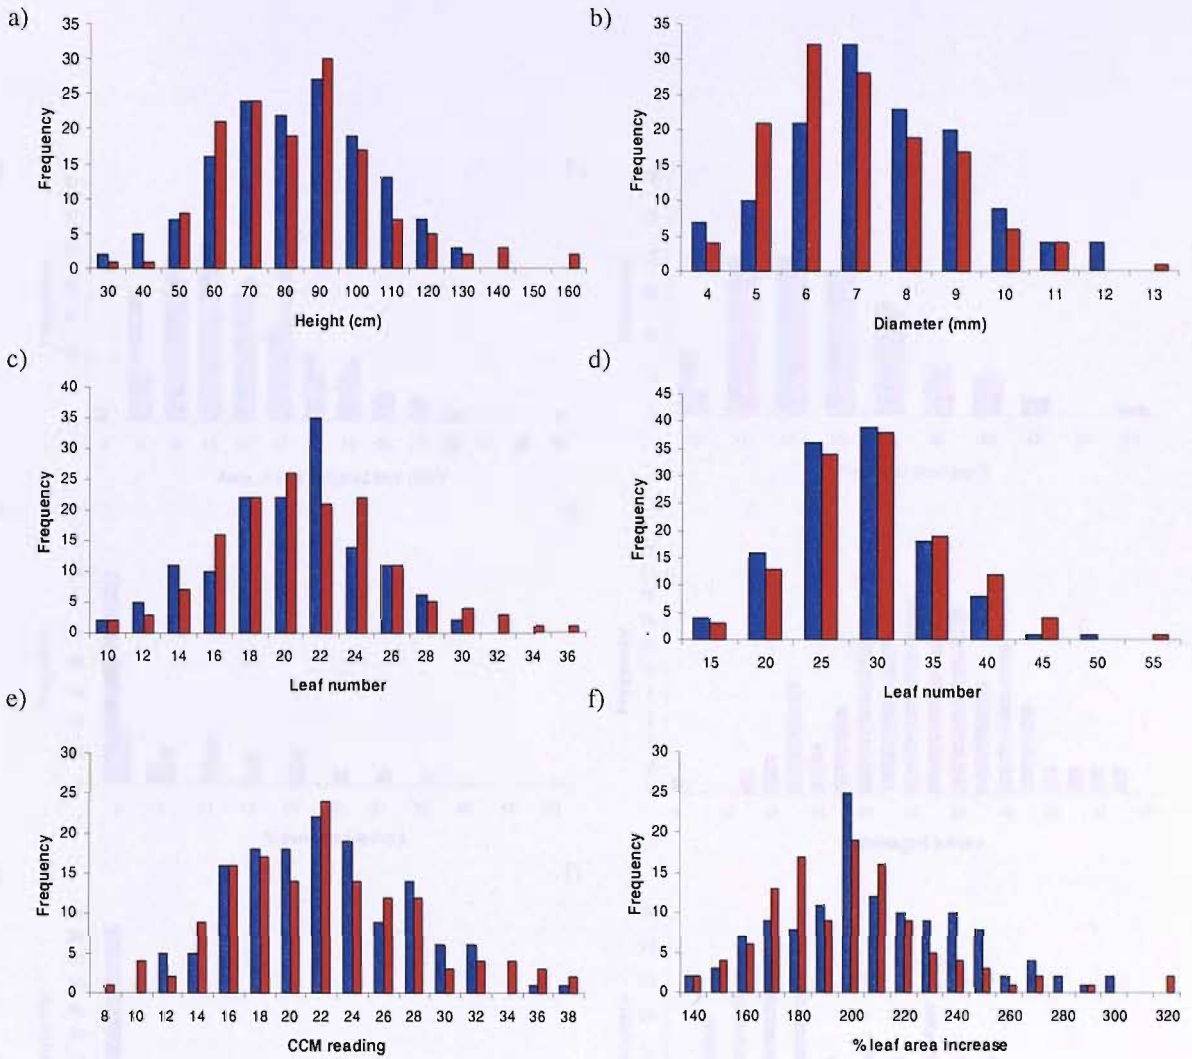 a)
35
30
25
20
15
10
5
0
Frequency
30 40 50 60 70 80 90 100 110 120 130 140 150 160
Height (cm)
b)
35
30
25
20
15
10
5
0
Frequency
4 5 6 7 8 9 10 11 12 13
Diameter (mm)
c)
40
35
30
25
20
15
10
5
0
Frequency
10 12 14 16 18 20 22 24 26 28 30 32 34 36
Leaf number
d)
45
40
35
30
25
20
15
10
5
0
Frequency
15 20 25 30 35 40 45 50 55
Leaf number
e)
30
25
20
15
10
5
0
Frequency
8 10 12 14 16 18 20 22 24 26 28 30 32 34 36 38
CCM reading
f)
30
25
20
15
10
5
0
Frequency
140 160 180 200 220 240 260 280 300 320
% leaf area increase